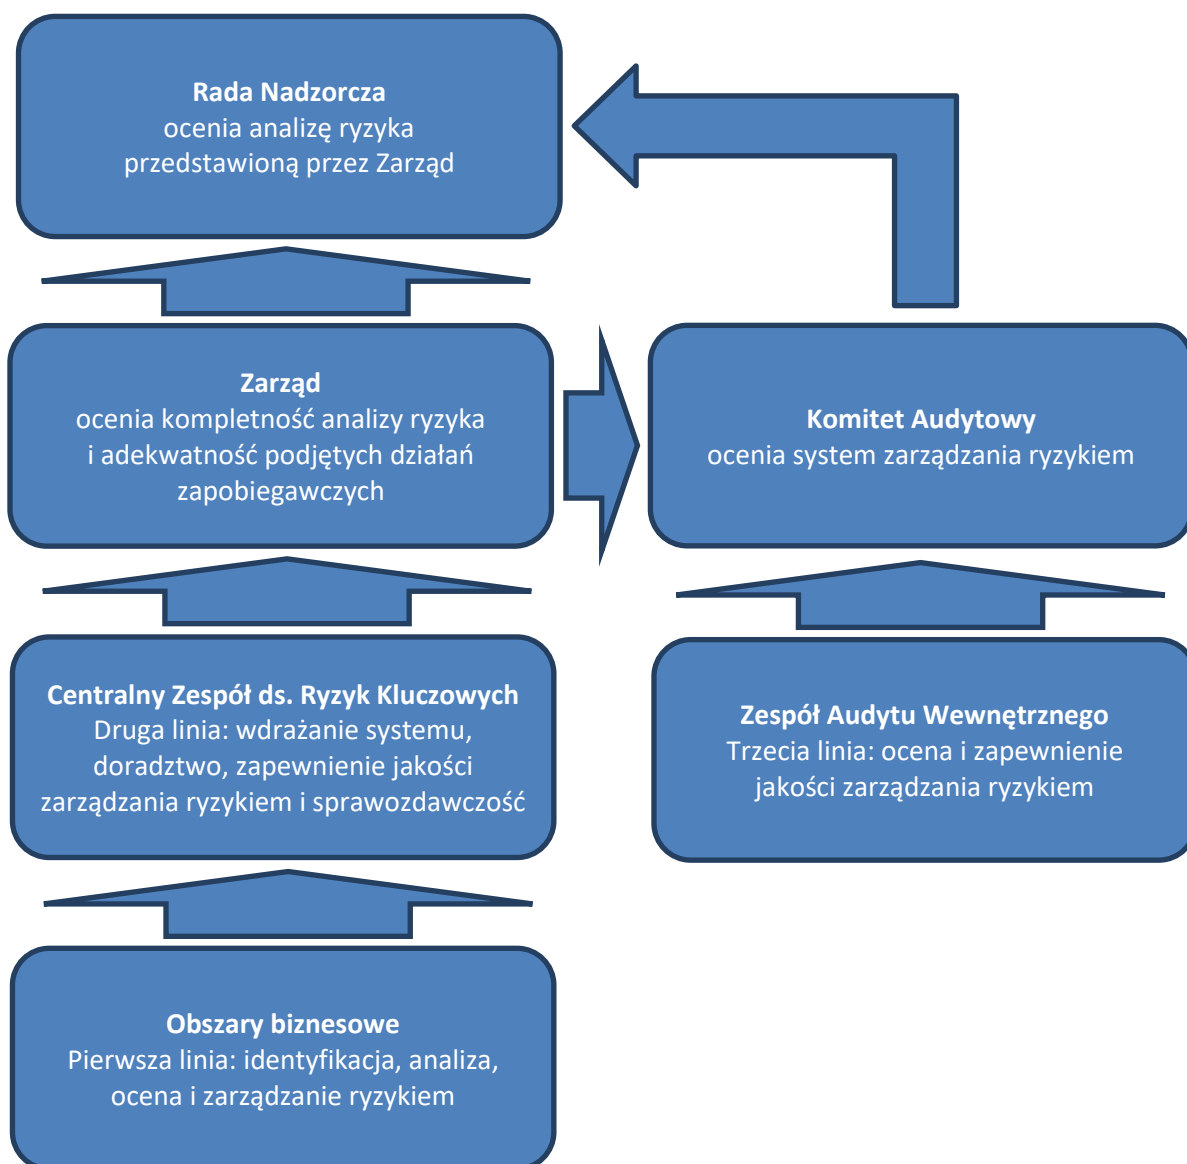 Rada Nadzorcza
ocenia analizę ryzyka
przedstawioną przez Zarząd
Zarząd
ocenia kompletność analizy ryzyka
i adekwatność podjętych działań
zapobiegawczych
Komitet Audytowy
ocenia system zarządzania ryzykiem
Centralny Zespół ds. Ryzyk Kluczowych
Druga linia: wdrażanie systemu,
doradztwo, zapewnienie jakości
zarządzania ryzykiem i sprawozdawczość
Zespół Audytu Wewnętrznego
Trzecia linia: ocena i zapewnienie
jakości zarządzania ryzykiem
Obszary biznesowe
Pierwsza linia: identyfikacja, analiza,
ocena i zarządzanie ryzykiem